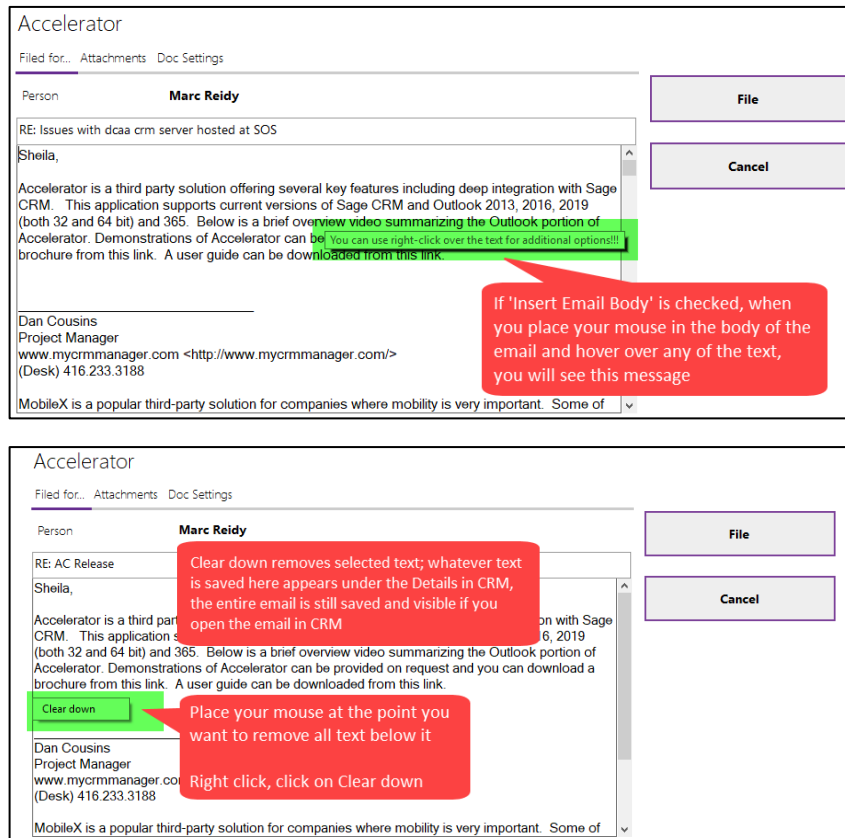 Accelerator
Filed for... Attachments Doc Settings
Person Marc Reidy
File
RE: Issues with dcaa crm server hosted at SOS
Sheila,
Cancel
Accelerator is a third party solution offering several key features including deep integration with Sage
CRM. This application supports current versions of Sage CRM and Outlook 2013, 2016, 2019
(both 32 and 64 bit) and 365. Below is a brief overview video summarizing the Outlook portion of
Accelerator. Demonstrations of Accelerator can be
You can use right-click over the text for additional options!!!
brochure from this link. A user guide can be downloaded from this link.
If 'Insert Email Body' is checked, when
you place your mouse in the body of the
email and hover over any of the text,
you will see this message
Dan Cousins
Project Manager
www.mycrmmanager.com <http://www.mycrmmanager.com/>
(Desk) 416.233.3188
MobileX is a popular third-party solution for companies where mobility is very important. Some of
Accelerator
Filed for... Attachments Doc Settings
Person Marc Reidy
File
RE: AC Release
Clear down removes selected text; whatever text
is saved here appears under the Details in CRM,
the entire email is still saved and visible if you
open the email in CRM
Sheila,
Cancel
Accelerator is a third part on with Sage
CRM. This application s 6, 2019
(both 32 and 64 bit) and 365. Below is a brief overview video summarizing the Outlook portion of
Accelerator. Demonstrations of Accelerator can be provided on request and you can download a
brochure from this link. A user guide can be downloaded from this link.
Clear down
Place your mouse at the point you
want to remove all text below it
Right click, click on Clear down
Dan Cousins
Project Manager
www.mycrmmanager.co
(Desk) 416.233.3188
MobileX is a popular third-party solution for companies where mobility is very important. Some of